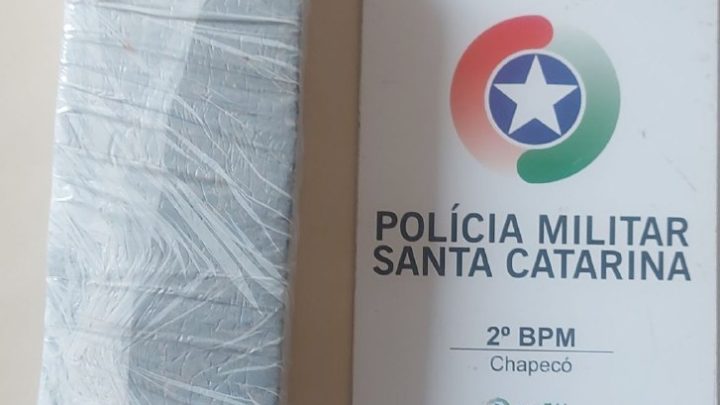 POLÍCIA MILITAR
SANTA CATARINA
2º BPM
Chapecó